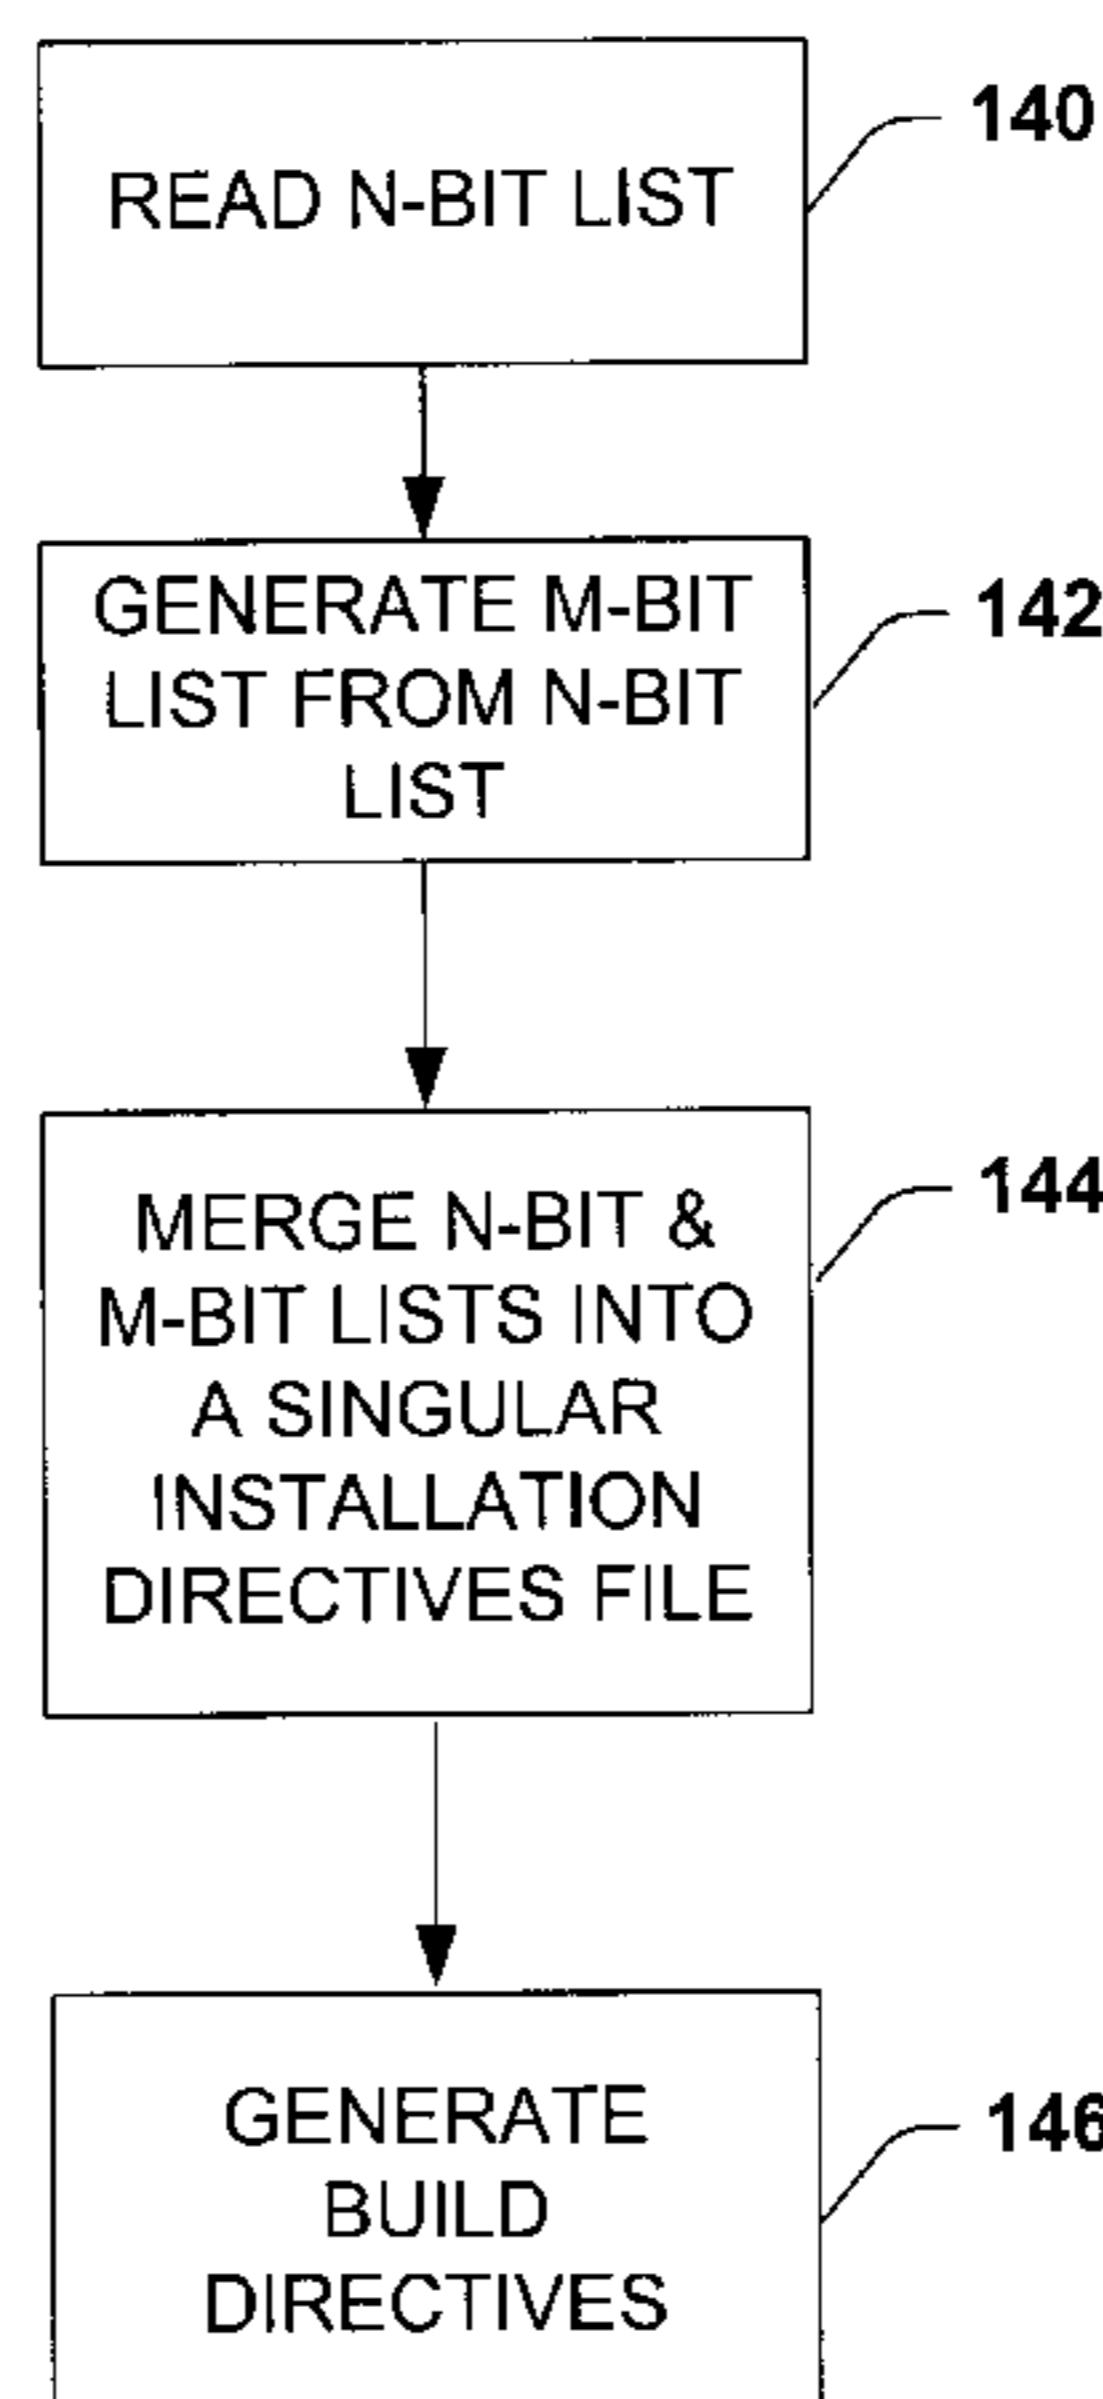 READ N-BIT LIST
140
GENERATE M-BIT
LIST FROM N-BIT
LIST
142
MERGE N-BIT &
M-BIT LISTS INTO
A SINGULAR
INSTALLATION
DIRECTIVES FILE
144
GENERATE
BUILD
DIRECTIVES
146